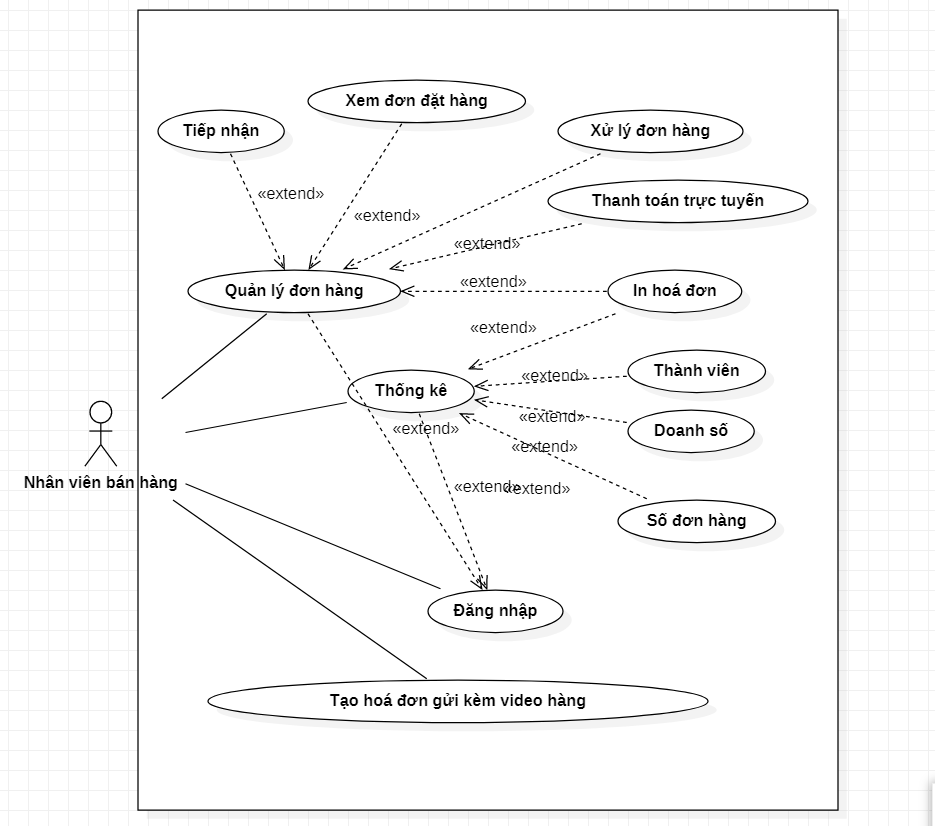 Xem đơn đặt hàng
Tiếp nhận
Xử lý đơn hàng
«extend»
Thanh toán trực tuyến
«extend»
«extend»
Quản lý đơn hàng
«extend»
In hoá đơn
«extend»
Thống kê
«extend»
Thành viên
«extend»
«extend»
Doanh số
«extend»
Nhân viên bán hàng
«extend»
«extend»
Số đơn hàng
Đăng nhập
Tạo hoá đơn gửi kèm video hàng